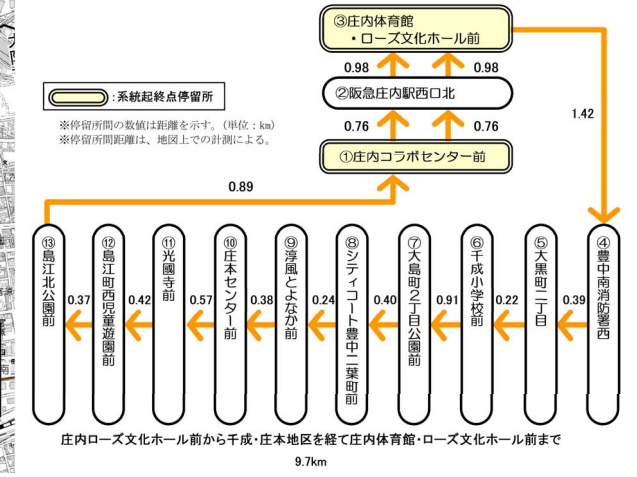 ③庄内体育館
・ローズ文化ホール前
0.98
0.98
:系統起終点停留所
②阪急庄内駅西口北
※停留所間の数値は距離を示す。(単位:km)
※停留所間距離は、地図上での計測による。
0.76
0.76
1.42
①庄内コラボセンター前
0.89
⑬島江北公園前
0.37
⑫島江町西児童遊園前
0.42
⑪光國寺前
0.57
⑩庄本センター前
0.38
⑨淳風とよなか前
0.24
⑧シティコート豊中二葉町前
0.40
⑦大島町2丁目公園前
0.91
⑥千成小学校前
0.22
⑤大黒町二丁目
0.39
④豊中南消防署西
庄内ローズ文化ホール前から千成・庄本地区を経て庄内体育館・ローズ文化ホール前まで
9.7km